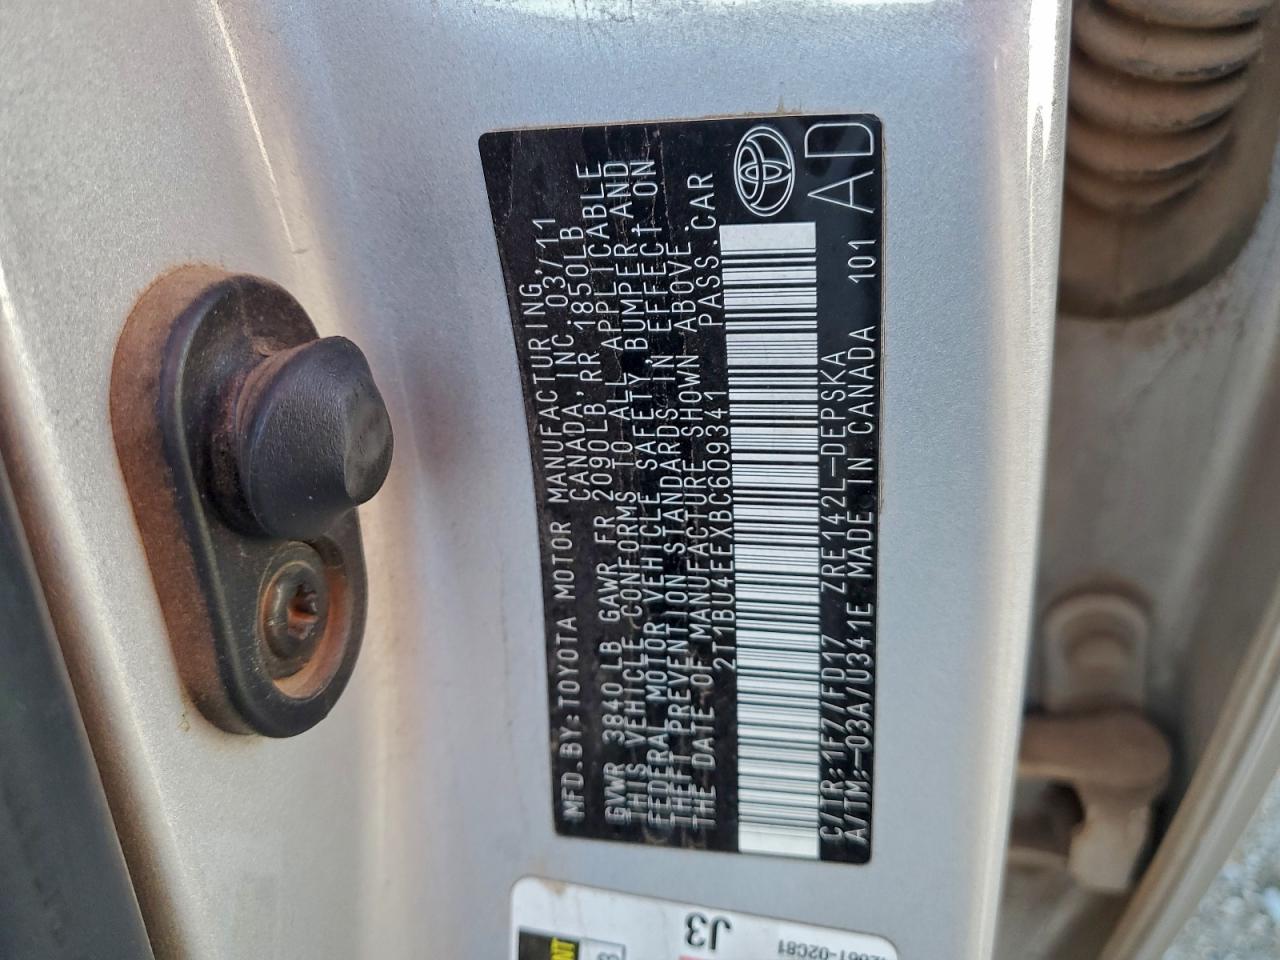 MFD.BY:TOYOTA MOTOR MANUFACTURING,
CANADA, INC. 03/11
GVWR 3840LB GAWR FR 2090LB, RR 1850LB
THIS VEHICLE CONFORMS TO ALL APPLICABLE
FEDERAL MOTOR VEHICLE SAFETY, BUMPER, AND
THEFT PREVENTION STANDARDS IN EFFECT ON
THE DATE OF MANUFACTURE SHOWN ABOVE.
2T1BU4EEXBC609341 PASS.CAR
C/TR:1F7/FD17 ZRE142L-DEPSKA
A/TM:-03A/U341E MADE IN CANADA 101
AD
J3